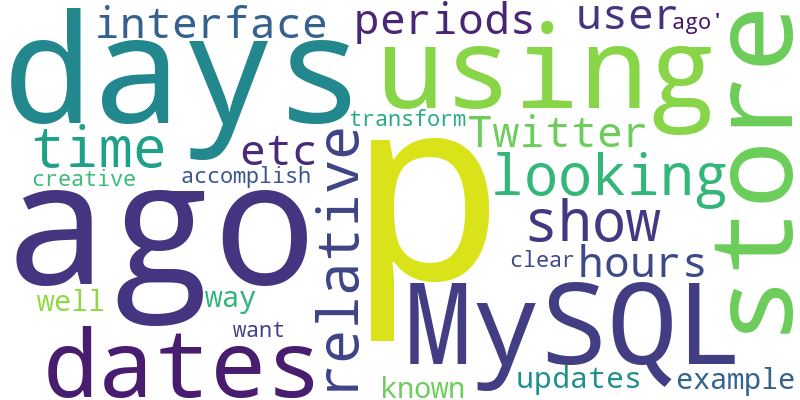 interface
periods
user
ago'
days
using
store
transform
Twitter
time
etc
relative
p
looking
creative
accomplish
ago
show
clear
hours
well
way
MySQL
want
dates
known
updates
example